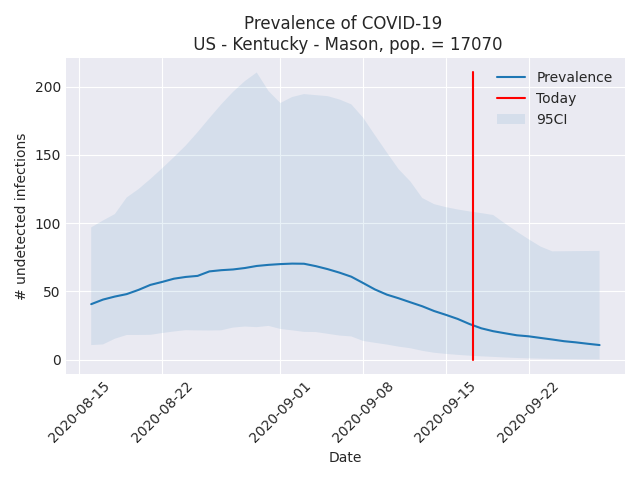 Prevalence of COVID-19
US - Kentucky - Mason, pop. = 17070
Prevalence
Today
95CI
# undetected infections
200
150
100
50
0
2020-08-15
2020-08-22
2020-09-01
2020-09-08
2020-09-15
2020-09-22
Date